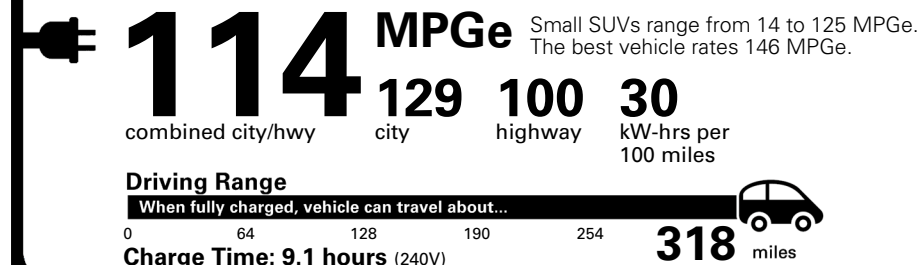 114 MPGe
Small SUVs range from 14 to 125 MPGe.
The best vehicle rates 146 MPGe.
129 100 30
combined city/hwy city highway kW-hrs per
100 miles
Driving Range
When fully charged, vehicle can travel about...
0 64 128 190 254 318 miles
Charge Time: 9.1 hours (240V)